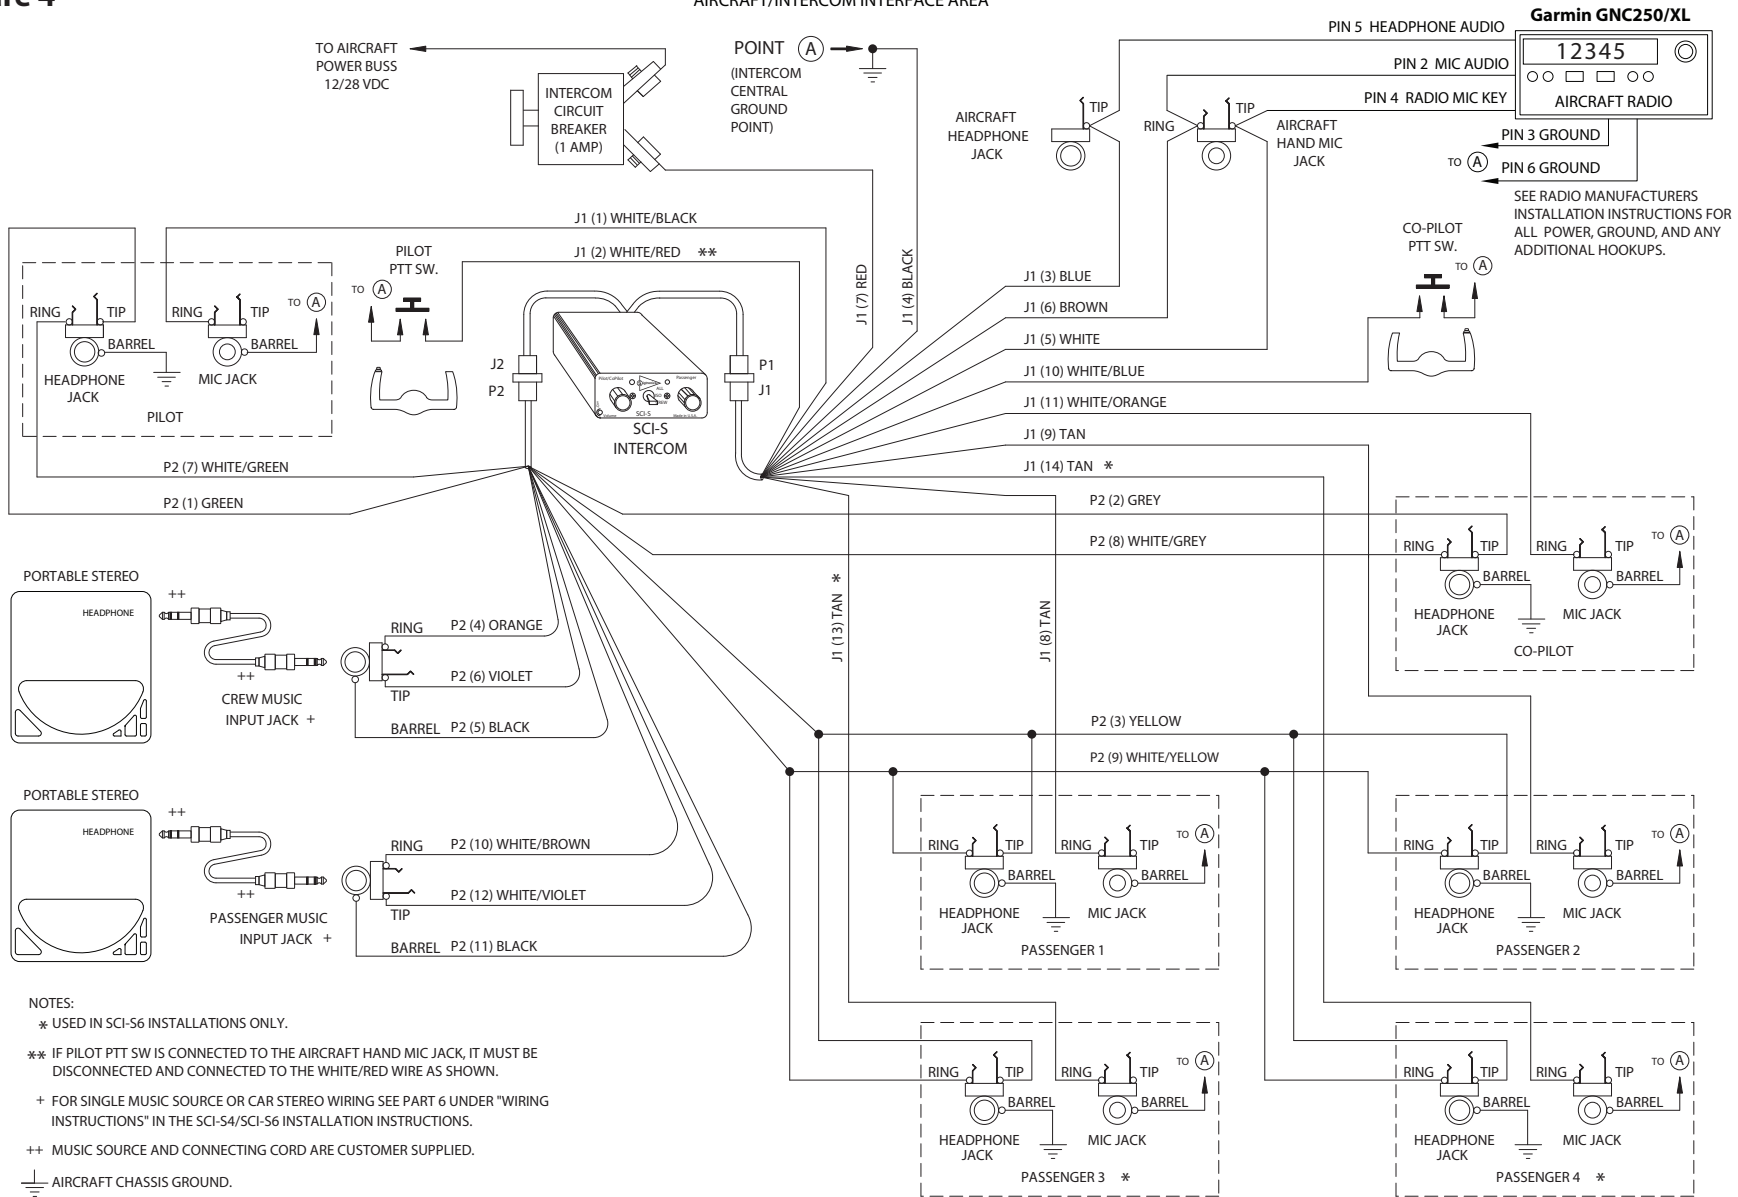 AIRCRAFT/INTERCOM INTERFACE AREA
Garmin GNC250/XL
PIN 5 HEADPHONE AUDIO
12345
PIN 2 MIC AUDIO
PIN 4 RADIO MIC KEY
AIRCRAFT RADIO
PIN 3 GROUND
TO A
PIN 6 GROUND
SEE RADIO MANUFACTURERS
INSTALLATION INSTRUCTIONS FOR
ALL POWER, GROUND, AND ANY
ADDITIONAL HOOKUPS.
TO AIRCRAFT
POWER BUSS
12/28 VDC
INTERCOM
CIRCUIT
BREAKER
(1 AMP)
POINT A
(INTERCOM
CENTRAL
GROUND
POINT)
AIRCRAFT
HEADPHONE
JACK
TIP
RING
TIP
AIRCRAFT
HAND MIC
JACK
J1 (1) WHITE/BLACK
J1 (2) WHITE/RED **
J1 (7) RED
J1 (4) BLACK
PILOT
PTT SW.
TO A
CO-PILOT
PTT SW.
TO A
RING
TIP
BARREL
HEADPHONE
JACK
RING
TIP
BARREL
MIC JACK
TO A
PILOT
J2
P2
P1
J1
Pilot/CoPilot
Passenger
ALL
ISO
CREW
Volume
SCI-S
Made in U.S.A.
SCI-S
INTERCOM
J1 (3) BLUE
J1 (6) BROWN
J1 (5) WHITE
J1 (10) WHITE/BLUE
J1 (11) WHITE/ORANGE
J1 (9) TAN
J1 (14) TAN *
P2 (7) WHITE/GREEN
P2 (1) GREEN
P2 (2) GREY
P2 (8) WHITE/GREY
J1 (13) TAN *
J1 (8) TAN
RING
TIP
BARREL
HEADPHONE
JACK
RING
TIP
BARREL
MIC JACK
TO A
CO-PILOT
PORTABLE STEREO
HEADPHONE
++
++
CREW MUSIC
INPUT JACK +
RING P2 (4) ORANGE
P2 (6) VIOLET
TIP
BARREL P2 (5) BLACK
P2 (3) YELLOW
P2 (9) WHITE/YELLOW
PORTABLE STEREO
HEADPHONE
++
++
PASSENGER MUSIC
INPUT JACK +
RING P2 (10) WHITE/BROWN
P2 (12) WHITE/VIOLET
TIP
BARREL P2 (11) BLACK
RING
TIP
BARREL
HEADPHONE
JACK
RING
TIP
BARREL
MIC JACK
TO A
PASSENGER 1
RING
TIP
BARREL
HEADPHONE
JACK
RING
TIP
BARREL
MIC JACK
TO A
PASSENGER 2
RING
TIP
BARREL
HEADPHONE
JACK
RING
TIP
BARREL
MIC JACK
TO A
PASSENGER 3 *
RING
TIP
BARREL
HEADPHONE
JACK
RING
TIP
BARREL
MIC JACK
TO A
PASSENGER 4 *
NOTES:
* USED IN SCI-S6 INSTALLATIONS ONLY.
** IF PILOT PTT SW IS CONNECTED TO THE AIRCRAFT HAND MIC JACK, IT MUST BE
DISCONNECTED AND CONNECTED TO THE WHITE/RED WIRE AS SHOWN.
+ FOR SINGLE MUSIC SOURCE OR CAR STEREO WIRING SEE PART 6 UNDER "WIRING
INSTRUCTIONS" IN THE SCI-S4/SCI-S6 INSTALLATION INSTRUCTIONS.
++ MUSIC SOURCE AND CONNECTING CORD ARE CUSTOMER SUPPLIED.
AIRCRAFT CHASSIS GROUND.